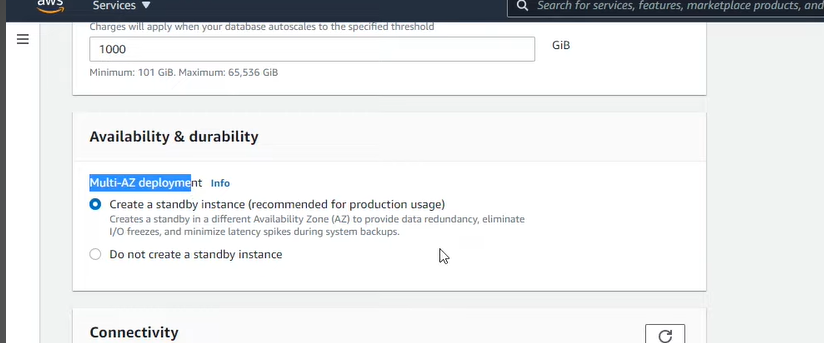 aws
Services ▼
Search for services, features, marketplace products, and
Charges will apply when your database autoscales to the specified threshold
1000
GiB
Minimum: 101 GiB. Maximum: 65,536 GiB
Availability & durability
Multi-AZ deployment Info
Create a standby instance (recommended for production usage)
Creates a standby in a different Availability Zone (AZ) to provide data redundancy, eliminate
I/O freezes, and minimize latency spikes during system backups.
Do not create a standby instance
Connectivity